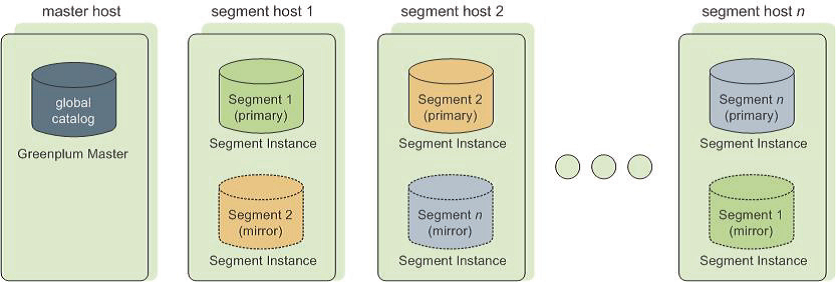 master host
segment host 1
segment host 2
segment host n
global
catalog
Greenplum Master
Segment 1
(primary)
Segment Instance
Segment 2
(mirror)
Segment Instance
Segment 2
(primary)
Segment Instance
Segment n
(mirror)
Segment Instance
Segment n
(primary)
Segment Instance
Segment 1
(mirror)
Segment Instance